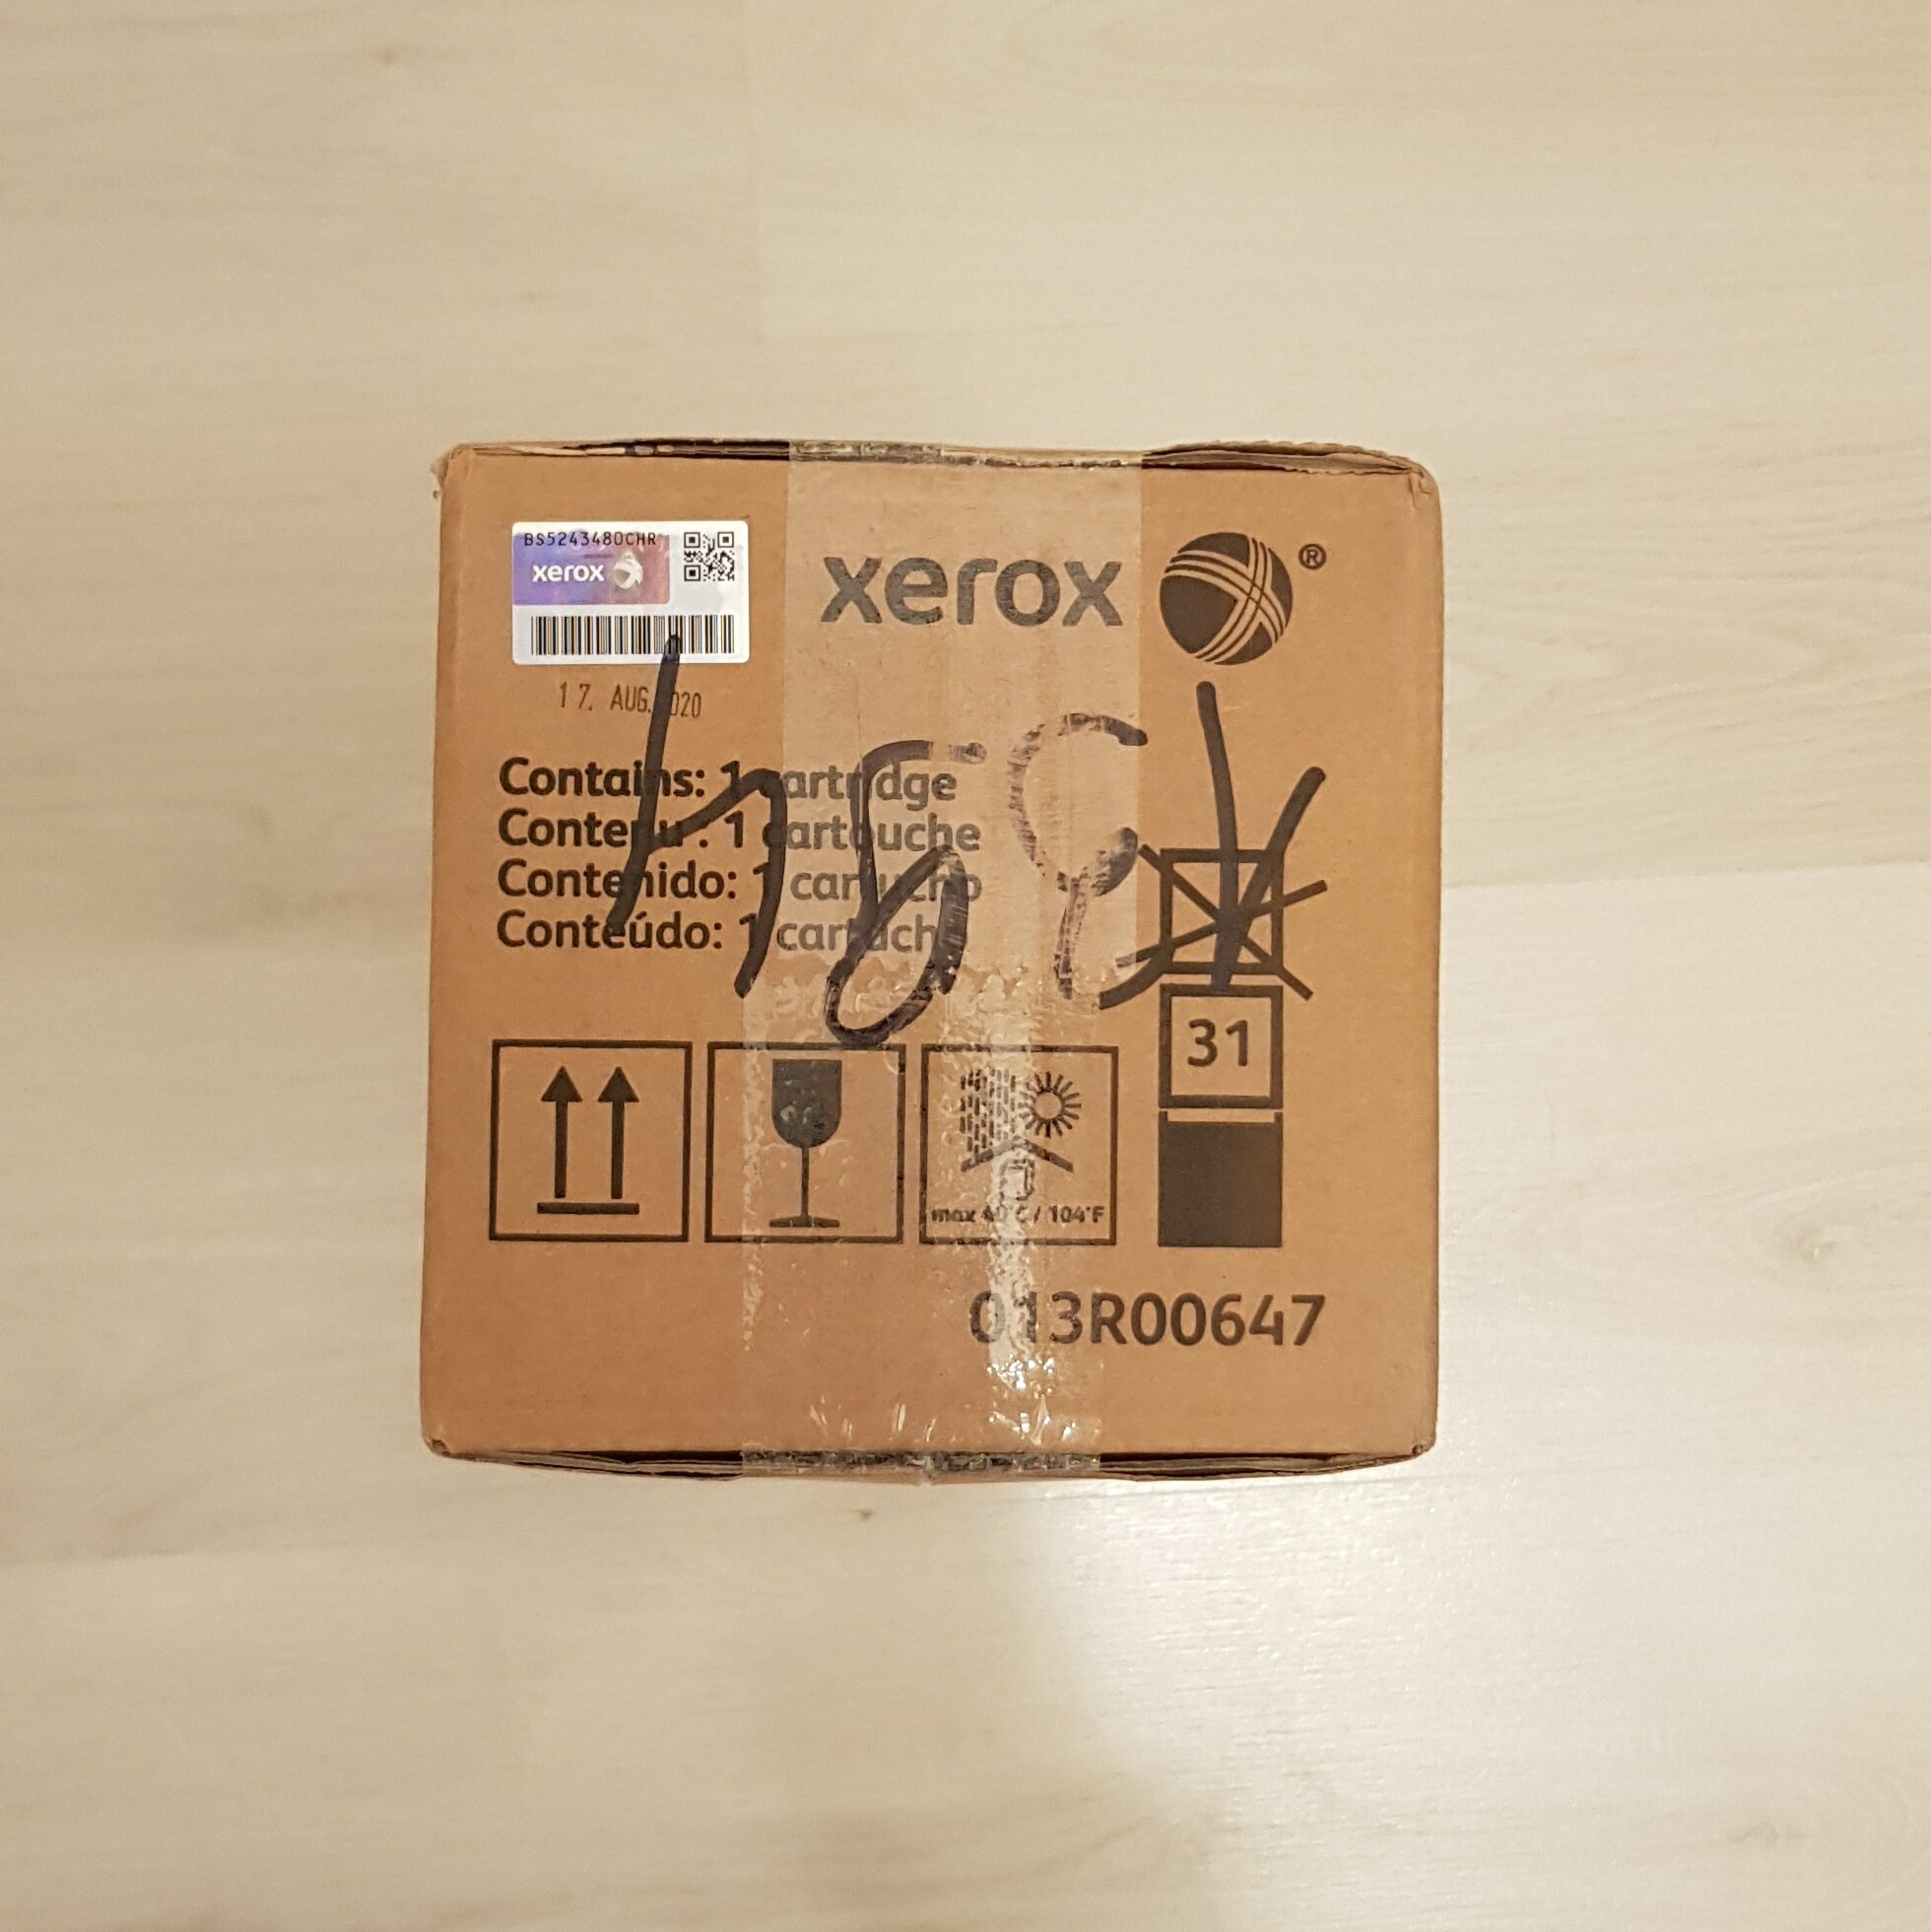 BS5243480CHR
xerox
xerox ®
17. AUG. 2020
Contains: 1 cartridge
Contenu : 1 cartouche
Contenido: 1 cartucho
Conteúdo: 1 cartucho
31
max 40°C / 104°F
013R00647